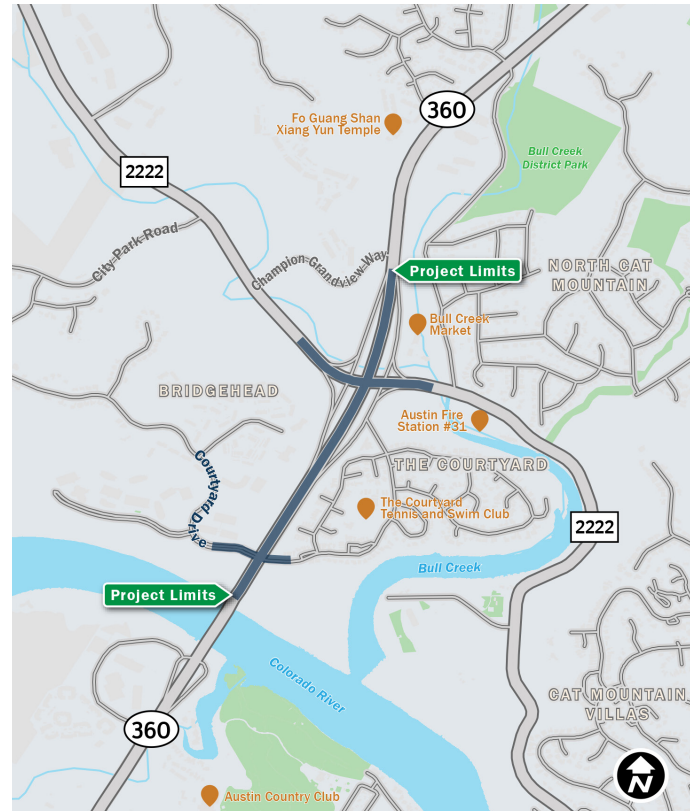 360
Fo Guang Shan
Xiang Yun Temple
Bull Creek
District Park
2222
City Park Road
Champion Grandview Way
Project Limits
NORTH CAT
MOUNTAIN
Bull Creek
Market
BRIDGEHEAD
Austin Fire
Station #31
Courtyard Drive
THE COURTYARD
The Courtyard
Tennis and Swim Club
2222
Bull Creek
Project Limits
Colorado River
CAT MOUNTAIN
VILLAS
360
N
Austin Country Club